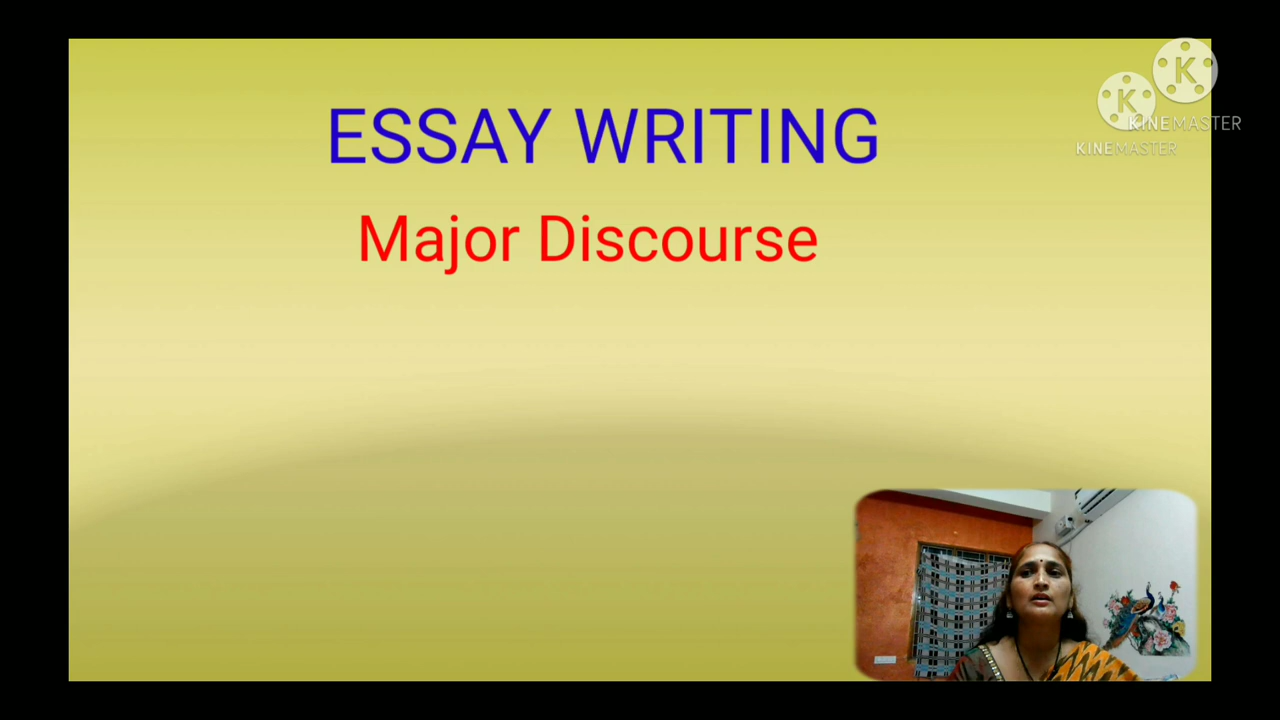 ESSAY WRITING
Major Discourse
K
K
KINEMASTER
KINEMASTER